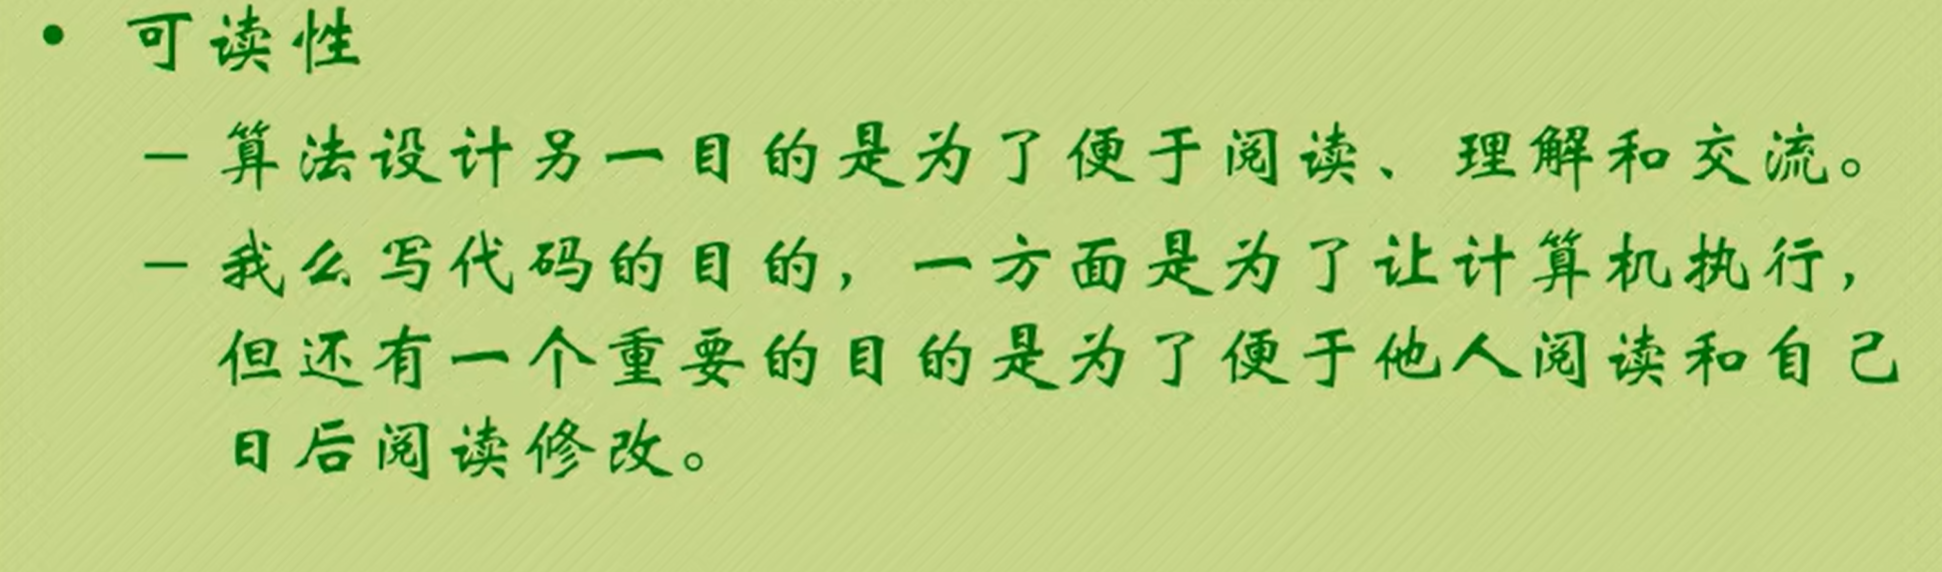 • 可读性
– 算法设计另一目的是为了便于阅读、理解和交流。
– 我么写代码的目的，一方面是为了让计算机执行，
但还有一个重要的目的是为了便于他人阅读和自己
日后阅读修改。